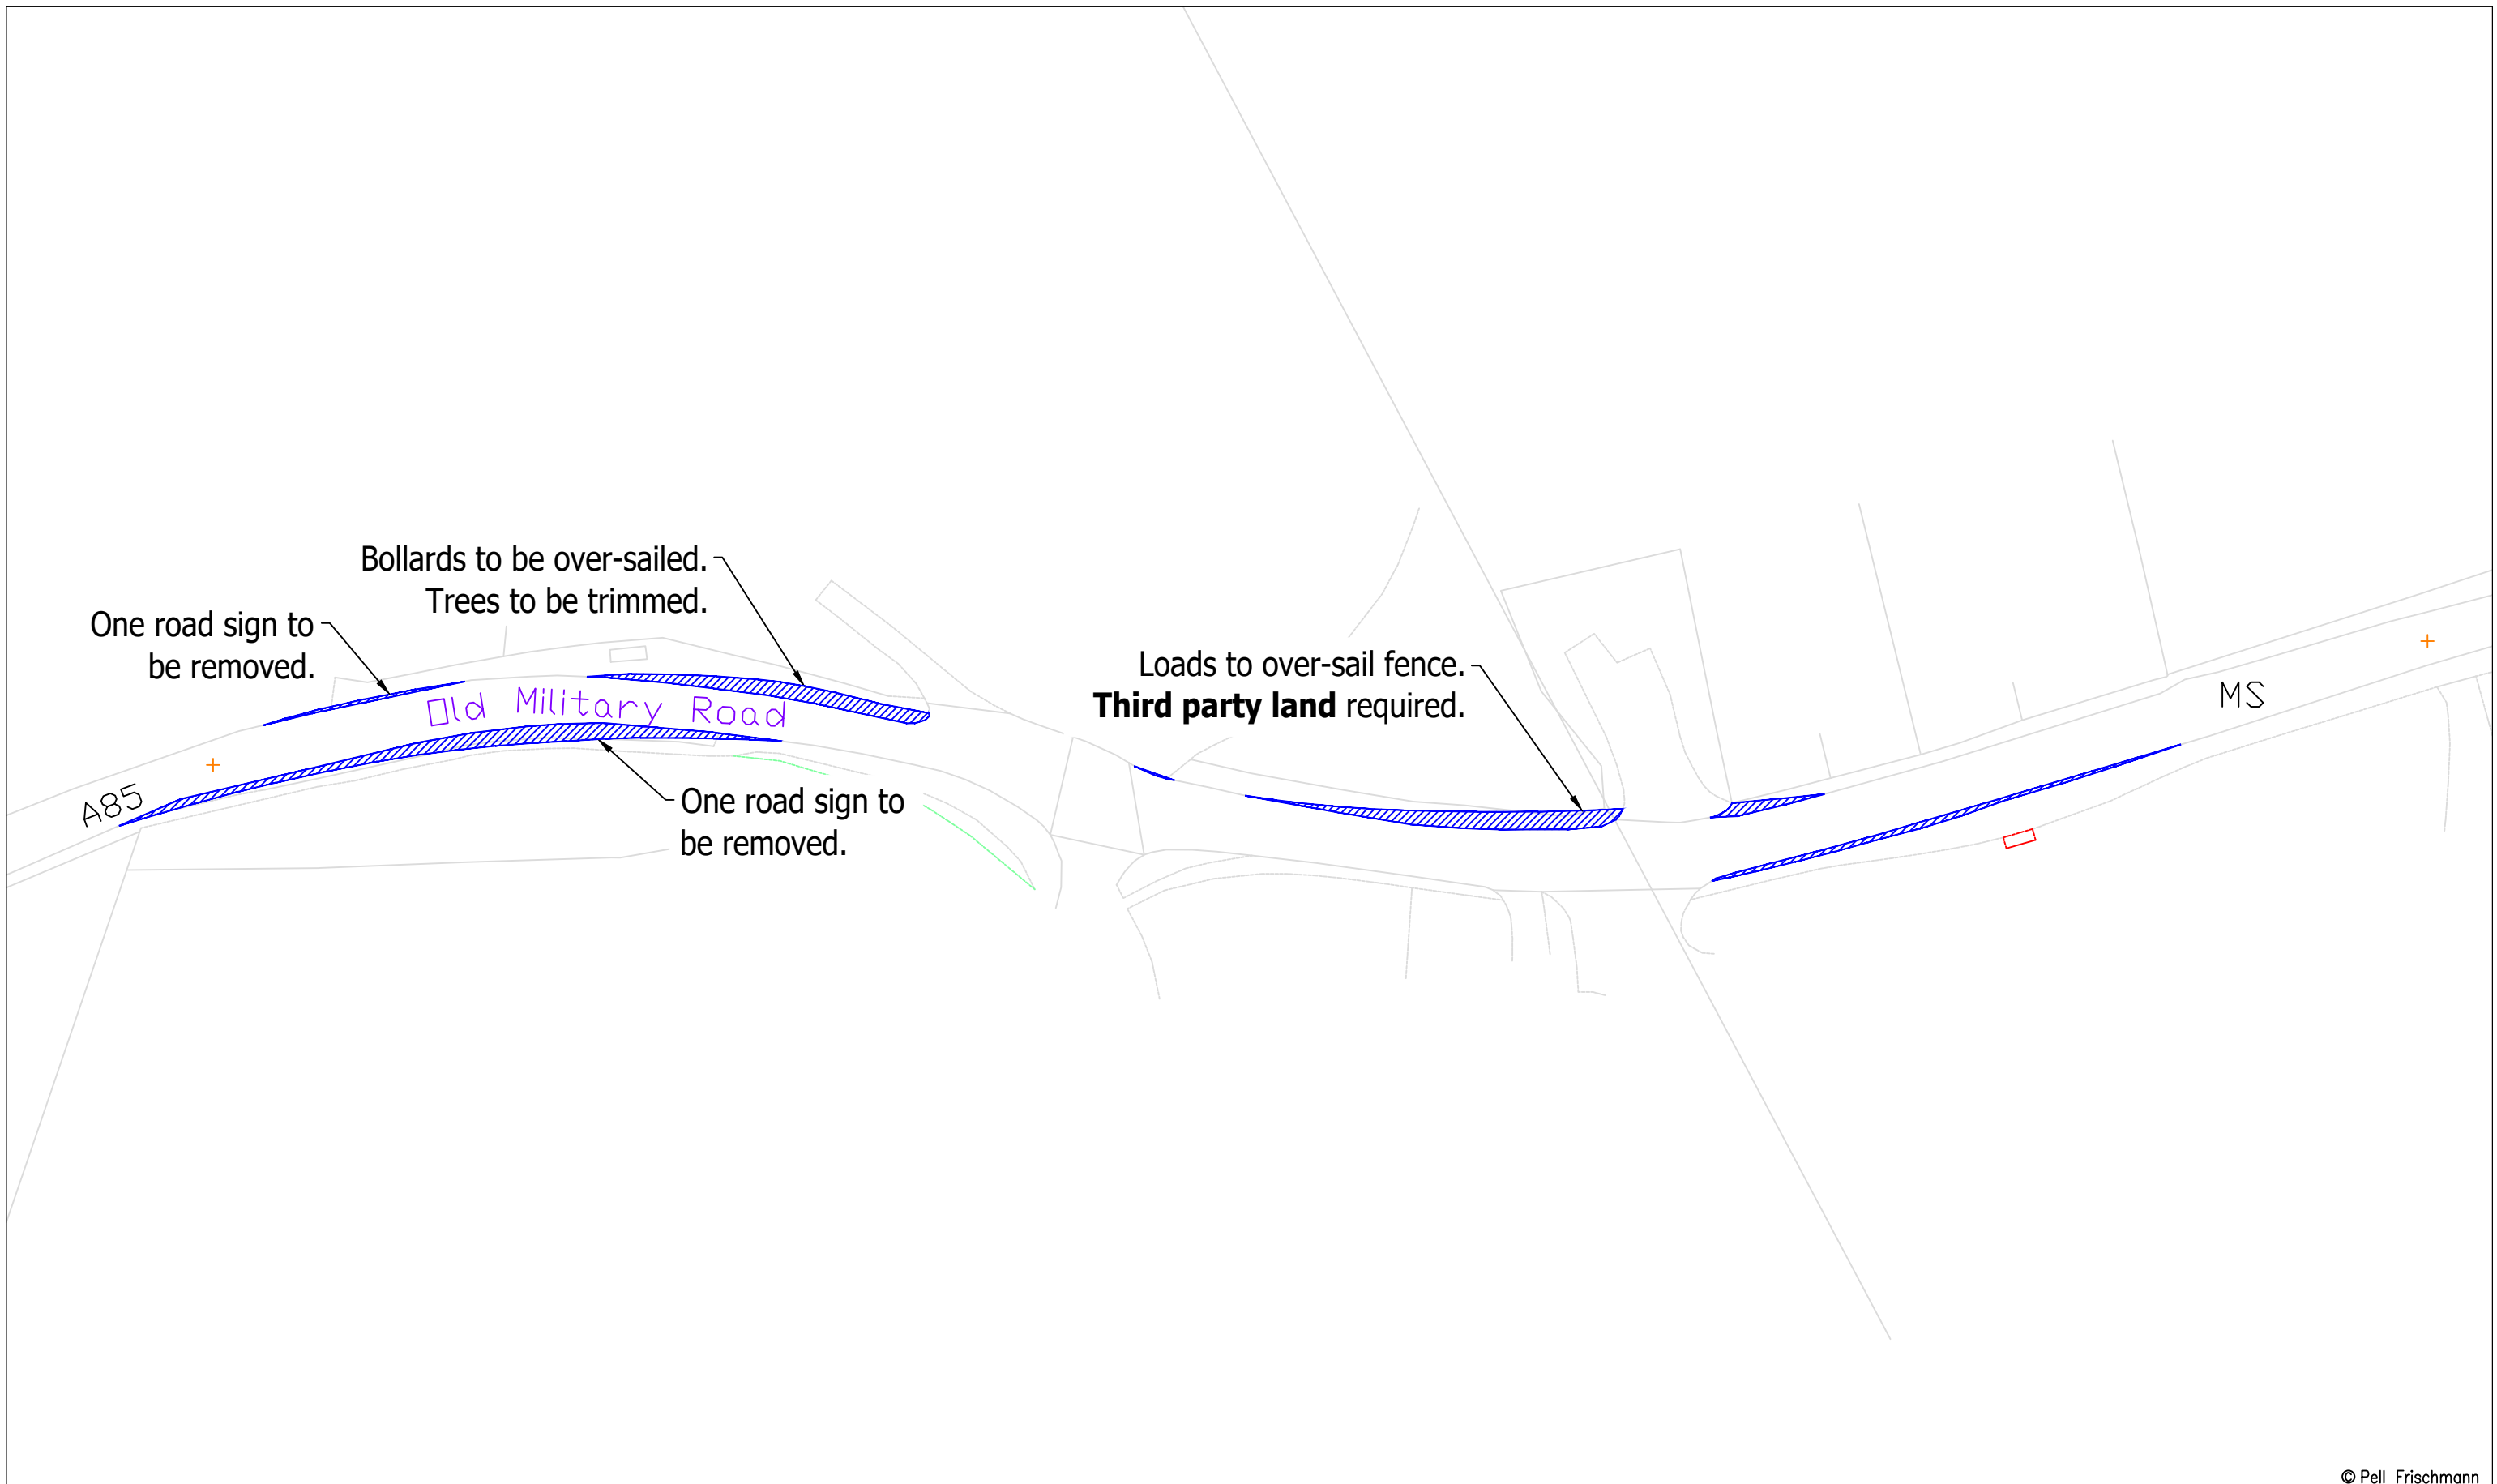 Bollards to be over-sailed.
Trees to be trimmed.
One road sign to
be removed.
Loads to over-sail fence.
Third party land required.
Old Military Road
MS
A85
One road sign to
be removed.
© Pell Frischmann